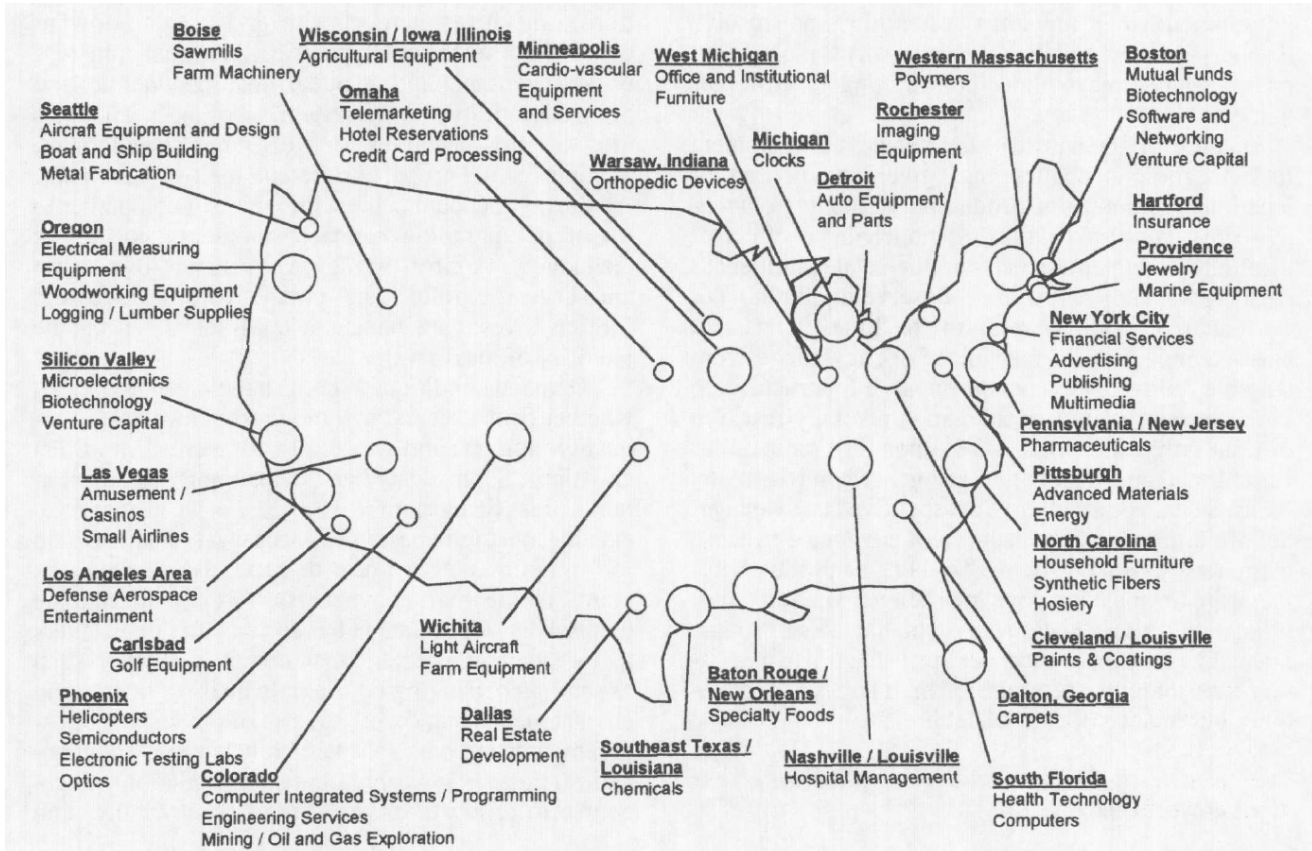 Boise
Sawmills
Farm Machinery
Wisconsin / Iowa / Illinois
Agricultural Equipment
Minneapolis
Cardio-vascular
Equipment
and Services
West Michigan
Office and Institutional
Furniture
Western Massachusetts
Polymers
Boston
Mutual Funds
Biotechnology
Software and
Networking
Venture Capital
Seattle
Aircraft Equipment and Design
Boat and Ship Building
Metal Fabrication
Omaha
Telemarketing
Hotel Reservations
Credit Card Processing
Warsaw, Indiana
Orthopedic Devices
Michigan
Clocks
Detroit
Auto Equipment
and Parts
Rochester
Imaging
Equipment
Hartford
Insurance
Providence
Jewelry
Marine Equipment
Oregon
Electrical Measuring
Equipment
Woodworking Equipment
Logging / Lumber Supplies
New York City
Financial Services
Advertising
Publishing
Multimedia
Silicon Valley
Microelectronics
Biotechnology
Venture Capital
Pennsylvania / New Jersey
Pharmaceuticals
Las Vegas
Amusement /
Casinos
Small Airlines
Pittsburgh
Advanced Materials
Energy
North Carolina
Household Furniture
Synthetic Fibers
Hosiery
Los Angeles Area
Defense Aerospace
Entertainment
Carlsbad
Golf Equipment
Wichita
Light Aircraft
Farm Equipment
Cleveland / Louisville
Paints & Coatings
Phoenix
Helicopters
Semiconductors
Electronic Testing Labs
Optics
Dallas
Real Estate
Development
Baton Rouge /
New Orleans
Specialty Foods
Dalton, Georgia
Carpets
Southeast Texas /
Louisiana
Chemicals
Nashville / Louisville
Hospital Management
South Florida
Health Technology
Computers
Colorado
Computer Integrated Systems / Programming
Engineering Services
Mining / Oil and Gas Exploration